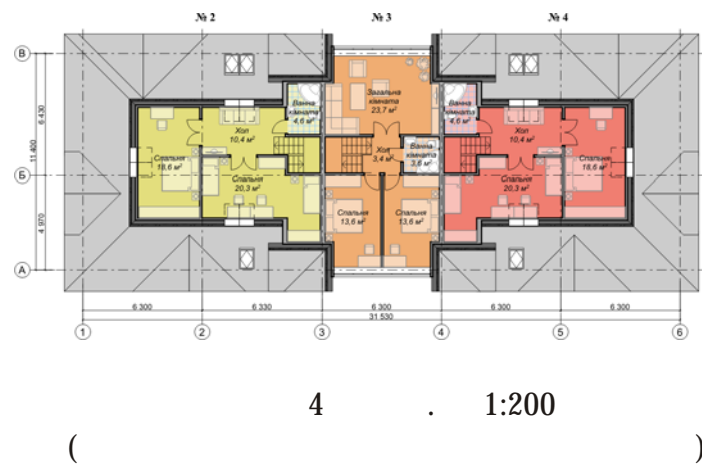 № 2 № 3 № 4
В
Загальна
кімната
23,7 м²
Ванна
кімната
4,6 м²
Ванна
кімната
4,6 м²
Хол
10,4 м²
Хол
10,4 м²
Хол
3,4 м²
Ванна
кімната
3,6 м²
Спальня
18,6 м²
Спальня
18,6 м²
Спальня
20,3 м²
Спальня
20,3 м²
Спальня
13,6 м²
Спальня
13,6 м²
6 430
11 400
Б
4 970
А
6 300 6 330 6 300 6 300 6 300
31 530
1 2 3 4 5 6
4 . 1:200
( )